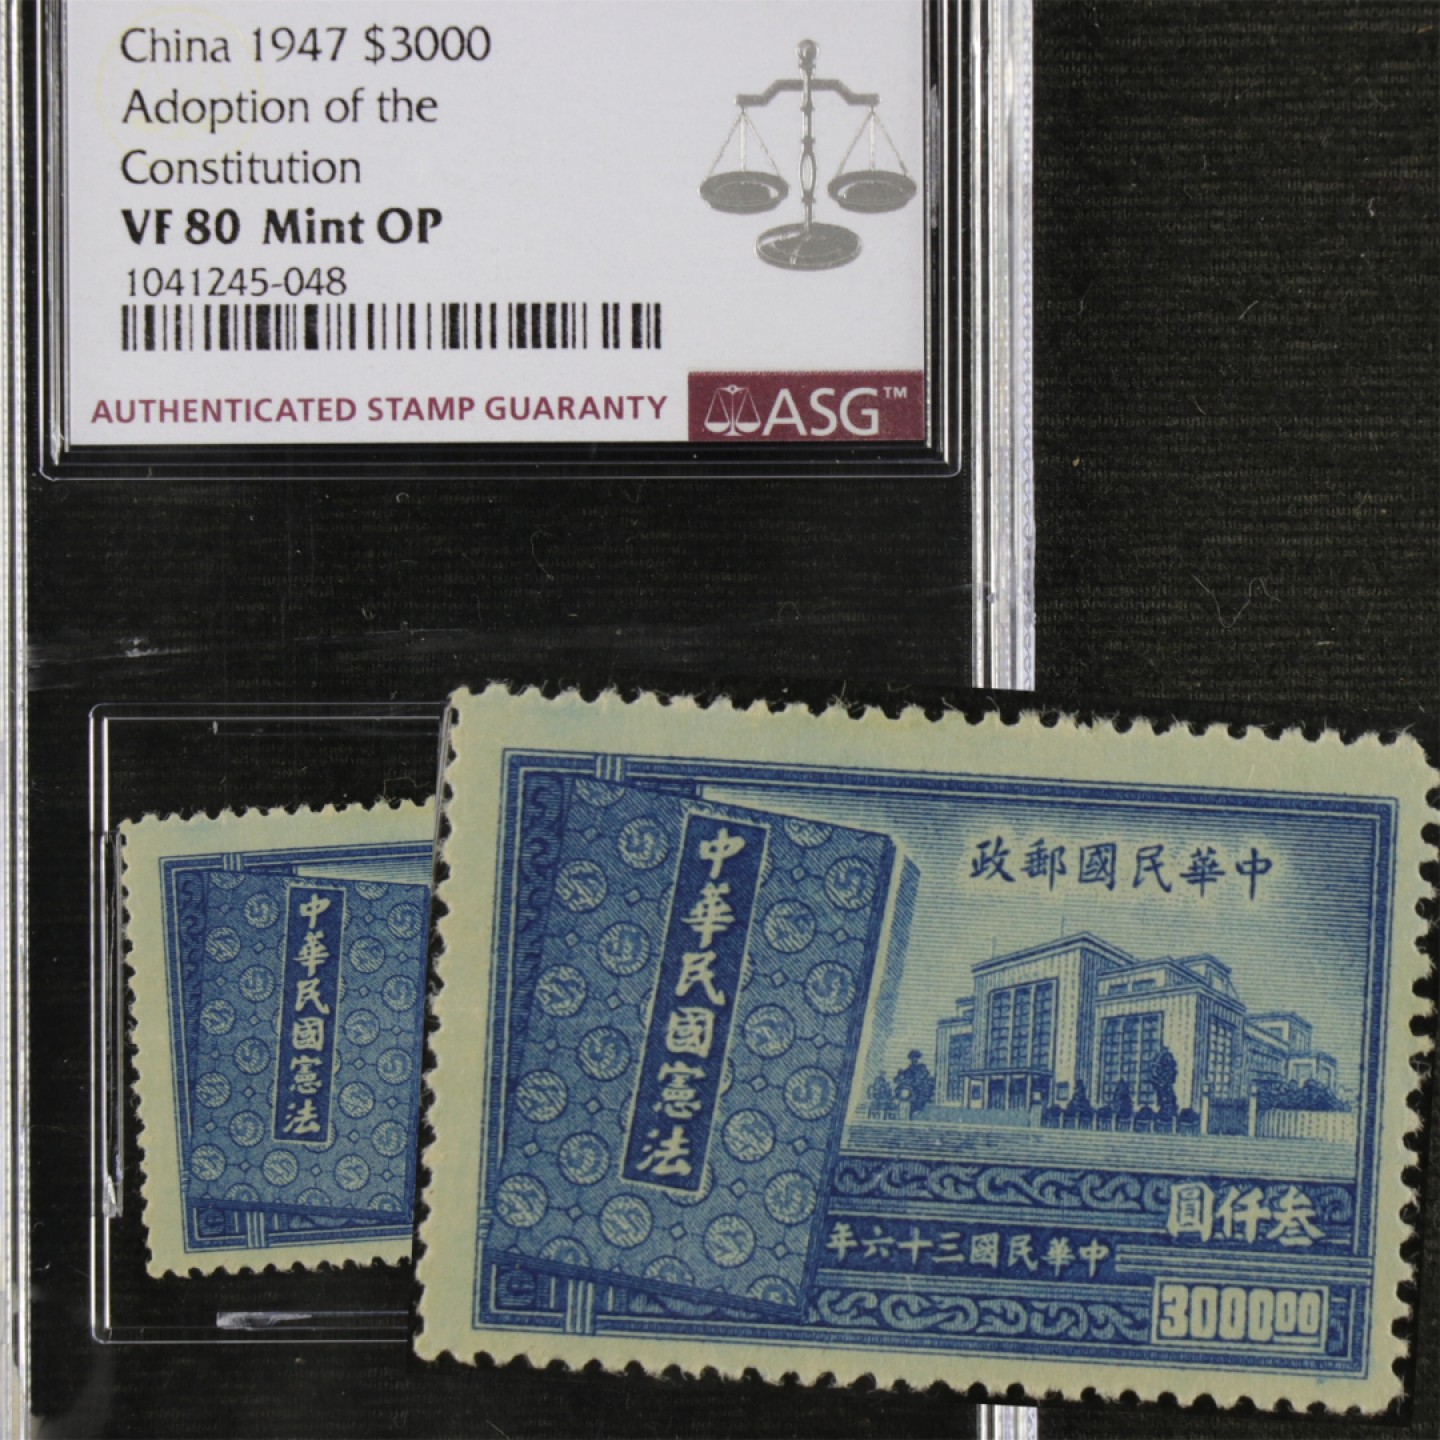 China 1947 $3000
Adoption of the
Constitution
VF 80 Mint OP
1041245-048
AUTHENTICATED STAMP GUARANTY
ASG™
中華民國憲法
中華民國憲法
政郵國民華中
圓仟叁
年六十三國民華中
300000